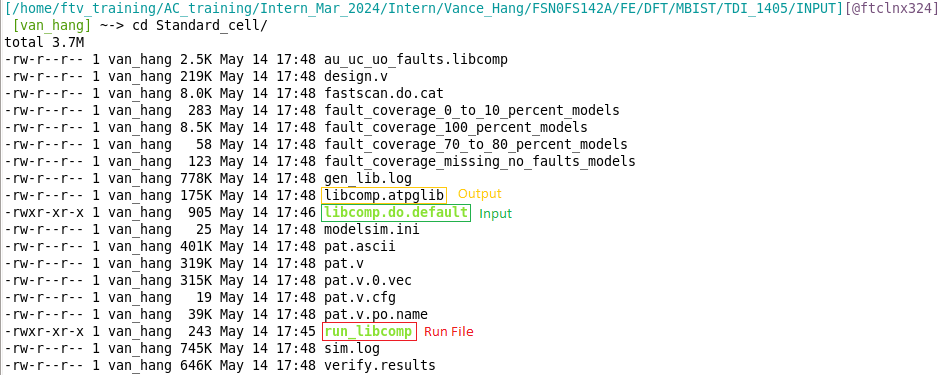 [/home/ftv_training/AC_training/Intern_Mar_2024/Intern/Vance_Hang/FSN0FS142A/FE/DFT/MBIST/TDI_1405/INPUT][@ftclnx324]
[van_hang] ~--> cd Standard_cell/
total 3.7M
-rw-r--r-- 1 van_hang 2.5K May 14 17:48 au_uc_uo_faults.libcomp
-rw-r--r-- 1 van_hang 219K May 14 17:48 design.v
-rw-r--r-- 1 van_hang 8.0K May 14 17:48 fastscan.do.cat
-rw-r--r-- 1 van_hang  283 May 14 17:48 fault_coverage_0_to_10_percent_models
-rw-r--r-- 1 van_hang 8.5K May 14 17:48 fault_coverage_100_percent_models
-rw-r--r-- 1 van_hang   58 May 14 17:48 fault_coverage_70_to_80_percent_models
-rw-r--r-- 1 van_hang  123 May 14 17:48 fault_coverage_missing_no_faults_models
-rw-r--r-- 1 van_hang 778K May 14 17:48 gen_lib.log
-rw-r--r-- 1 van_hang 175K May 14 17:48 libcomp.atpglib Output
-rwxr-xr-x 1 van_hang  905 May 14 17:46 libcomp.do.default Input
-rw-r--r-- 1 van_hang   25 May 14 17:48 modelsim.ini
-rw-r--r-- 1 van_hang 401K May 14 17:48 pat.ascii
-rw-r--r-- 1 van_hang 319K May 14 17:48 pat.v
-rw-r--r-- 1 van_hang 315K May 14 17:48 pat.v.0.vec
-rw-r--r-- 1 van_hang   19 May 14 17:48 pat.v.cfg
-rw-r--r-- 1 van_hang  39K May 14 17:48 pat.v.po.name
-rwxr-xr-x 1 van_hang  243 May 14 17:45 run_libcomp Run File
-rw-r--r-- 1 van_hang 745K May 14 17:48 sim.log
-rw-r--r-- 1 van_hang 646K May 14 17:48 verify.results